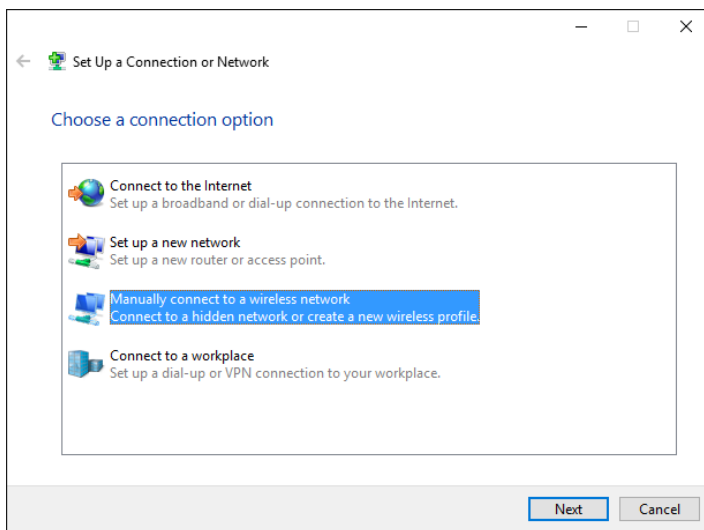 Set Up a Connection or Network
Choose a connection option
Connect to the Internet
Set up a broadband or dial-up connection to the Internet.
Set up a new network
Set up a new router or access point.
Manually connect to a wireless network
Connect to a hidden network or create a new wireless profile.
Connect to a workplace
Set up a dial-up or VPN connection to your workplace.
Next Cancel